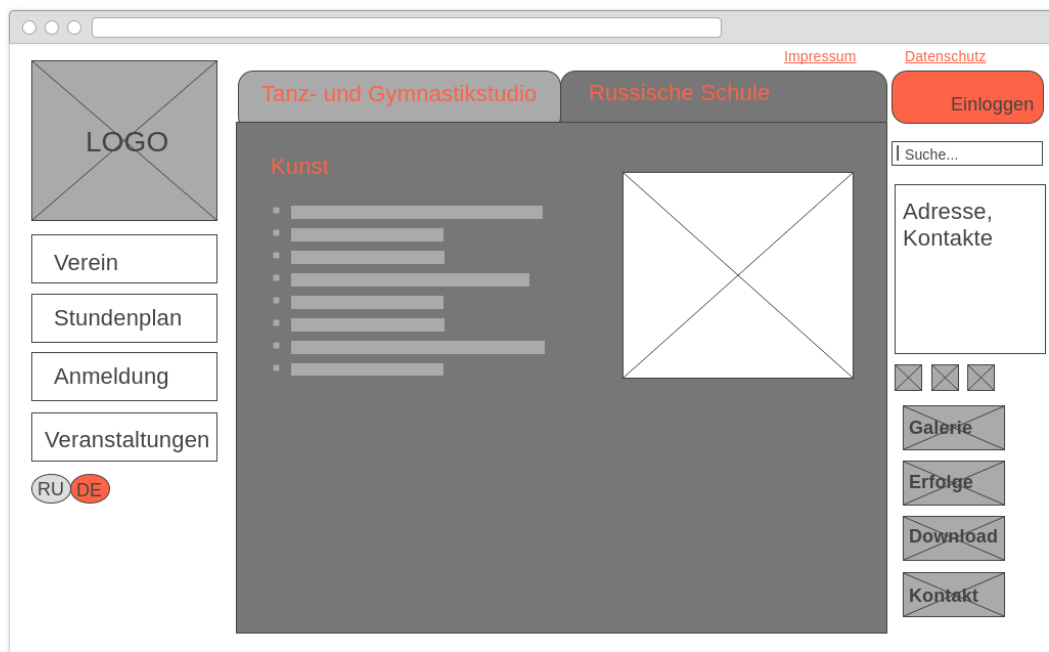 Impressum
Datenschutz
LOGO
Tanz- und Gymnastikstudio
Russische Schule
Einloggen
Suche...
Kunst
Adresse,
Kontakte
Verein
Stundenplan
Anmeldung
Veranstaltungen
RU
DE
Galerie
Erfolge
Download
Kontakt